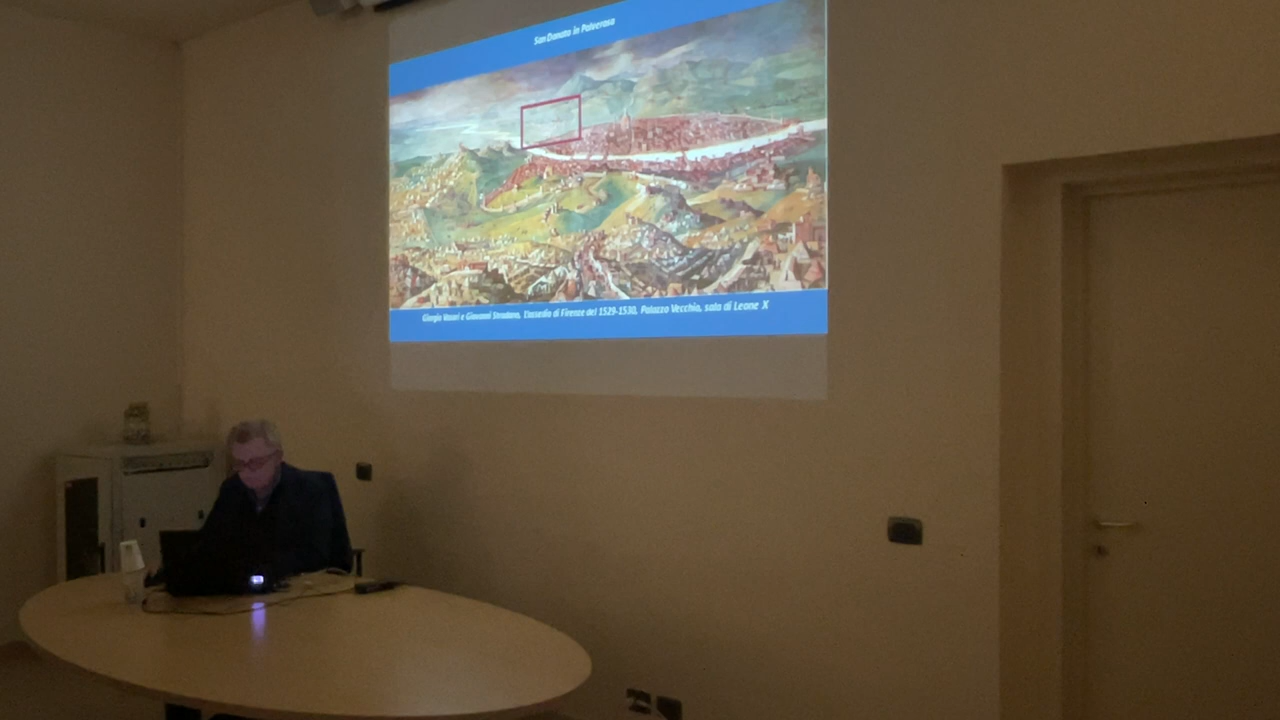 San Donato in Polverosa
Giorgio Vasari e Giovanni Stradano, L'assedio di Firenze del 1529-1530, Palazzo Vecchio, sala di Leone X